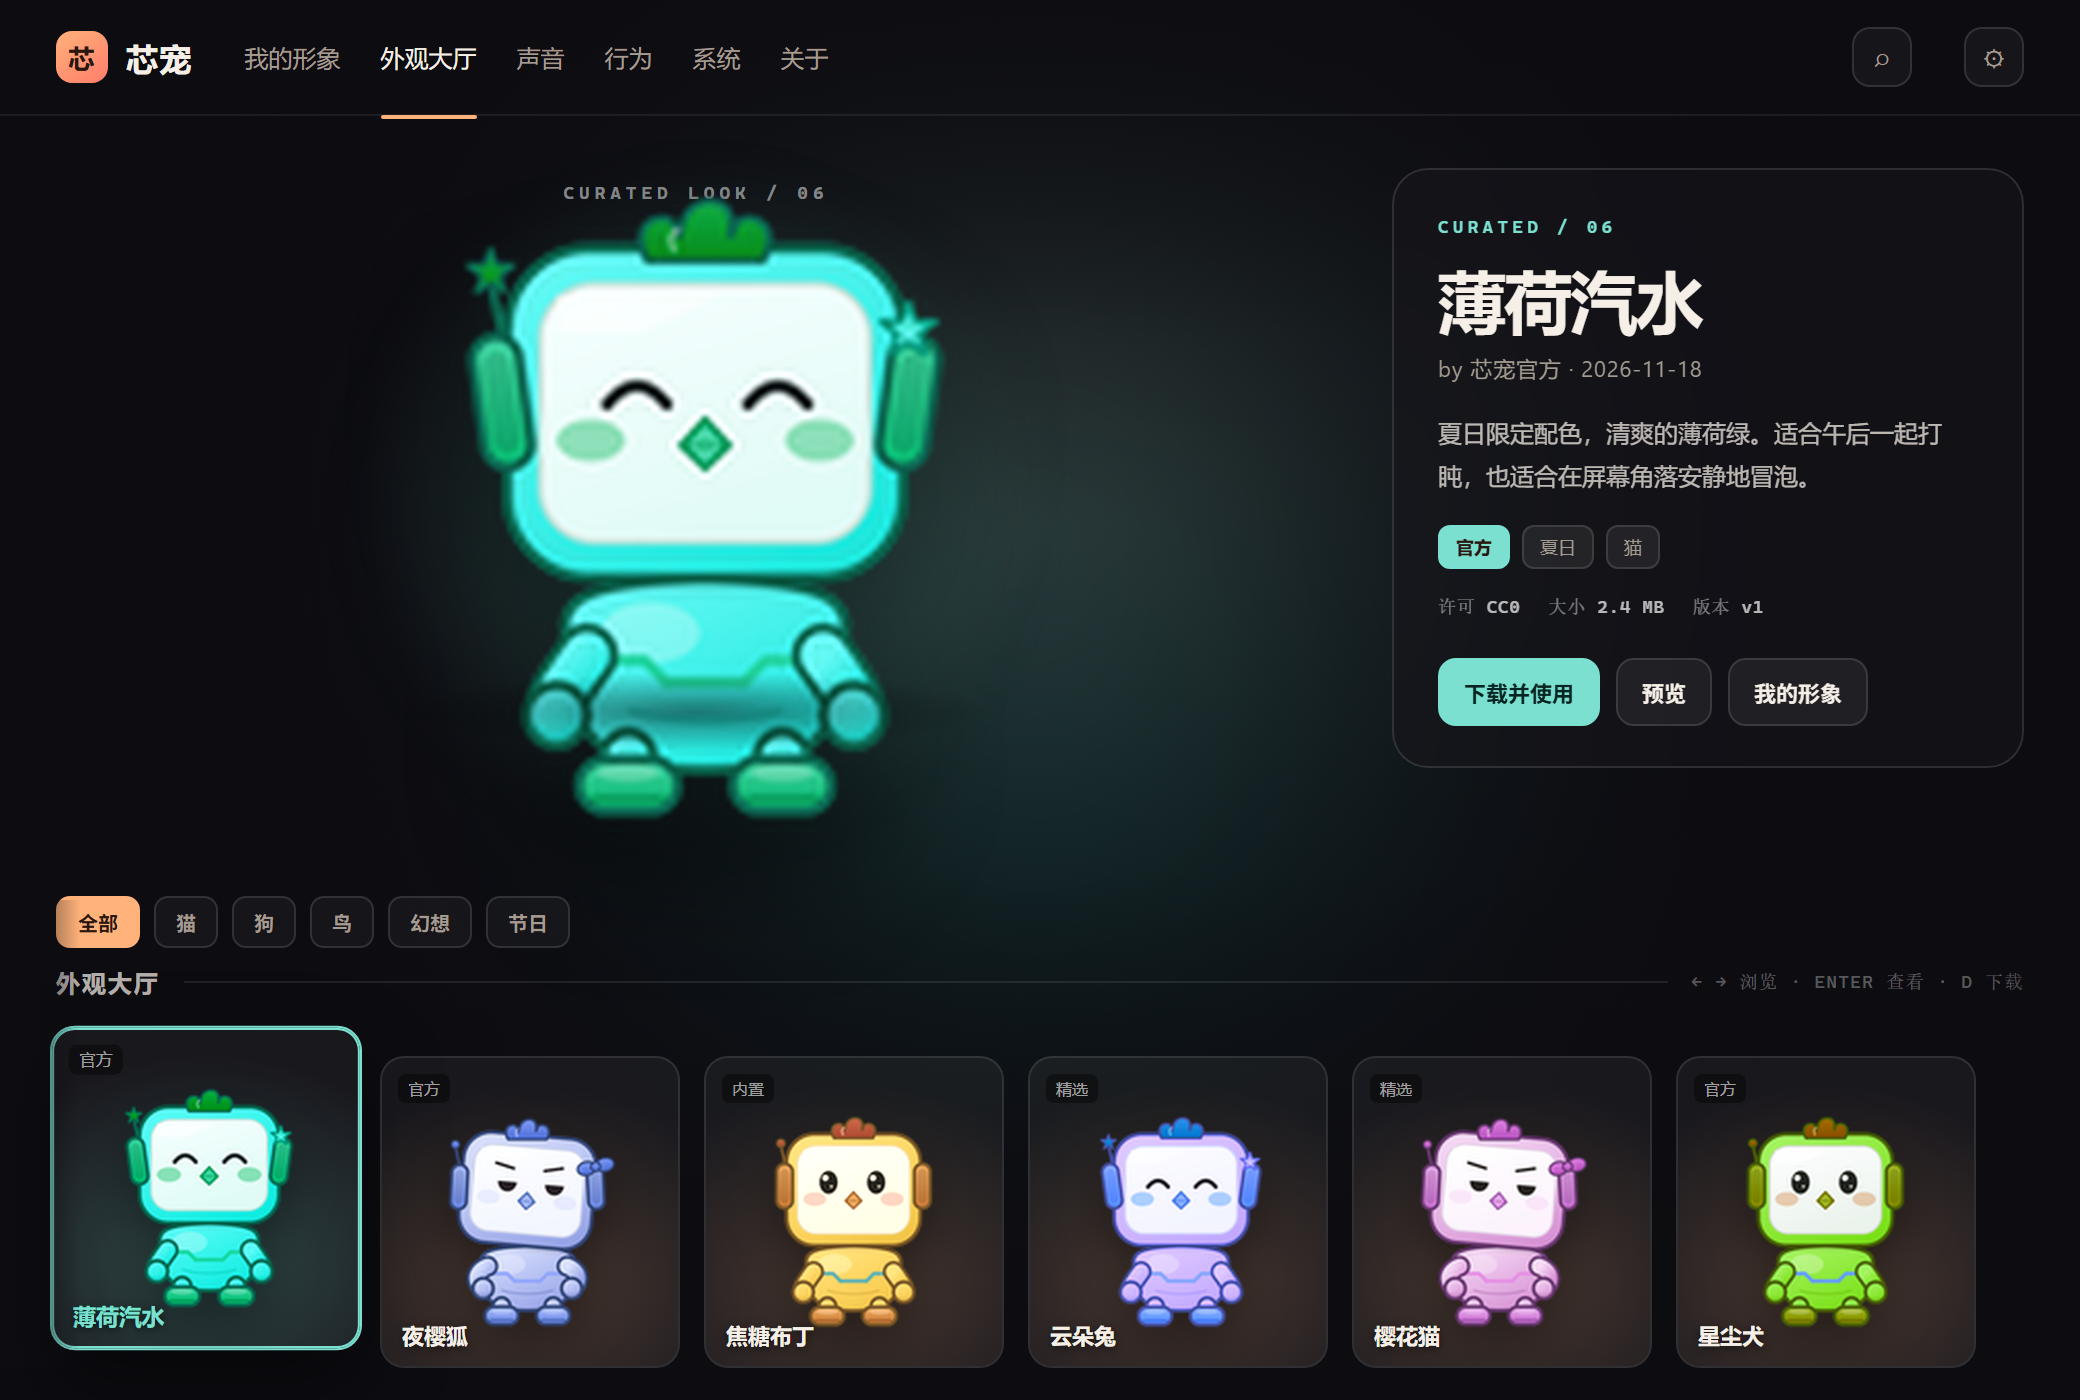 芯 芯宠 我的形象 外观大厅 声音 行为 系统 关于
CURATED LOOK / 06
CURATED / 06
薄荷汽水
by 芯宠官方 · 2026-11-18
夏日限定配色，清爽的薄荷绿。适合午后一起打
盹，也适合在屏幕角落安静地冒泡。
官方 夏日 猫
许可 CC0 大小 2.4 MB 版本 v1
下载并使用 预览 我的形象
全部 猫 狗 鸟 幻想 节日
外观大厅 ← → 浏览 · ENTER 查看 · D 下载
官方
薄荷汽水
官方
夜樱狐
内置
焦糖布丁
精选
云朵兔
精选
樱花猫
官方
星尘犬